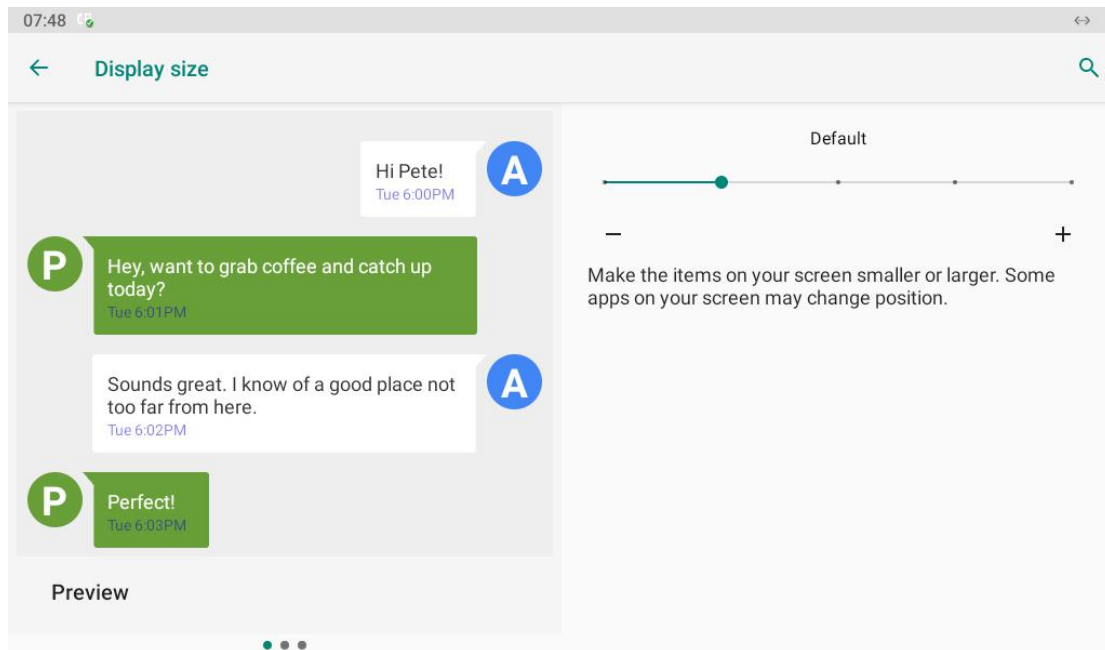 07:48
Display size
Hi Pete!
Tue 6:00PM
A
P
Hey, want to grab coffee and catch up
today?
Tue 6:01PM
Sounds great. I know of a good place not
too far from here.
Tue 6:02PM
A
P
Perfect!
Tue 6:03PM
Preview
Default
Make the items on your screen smaller or larger. Some
apps on your screen may change position.